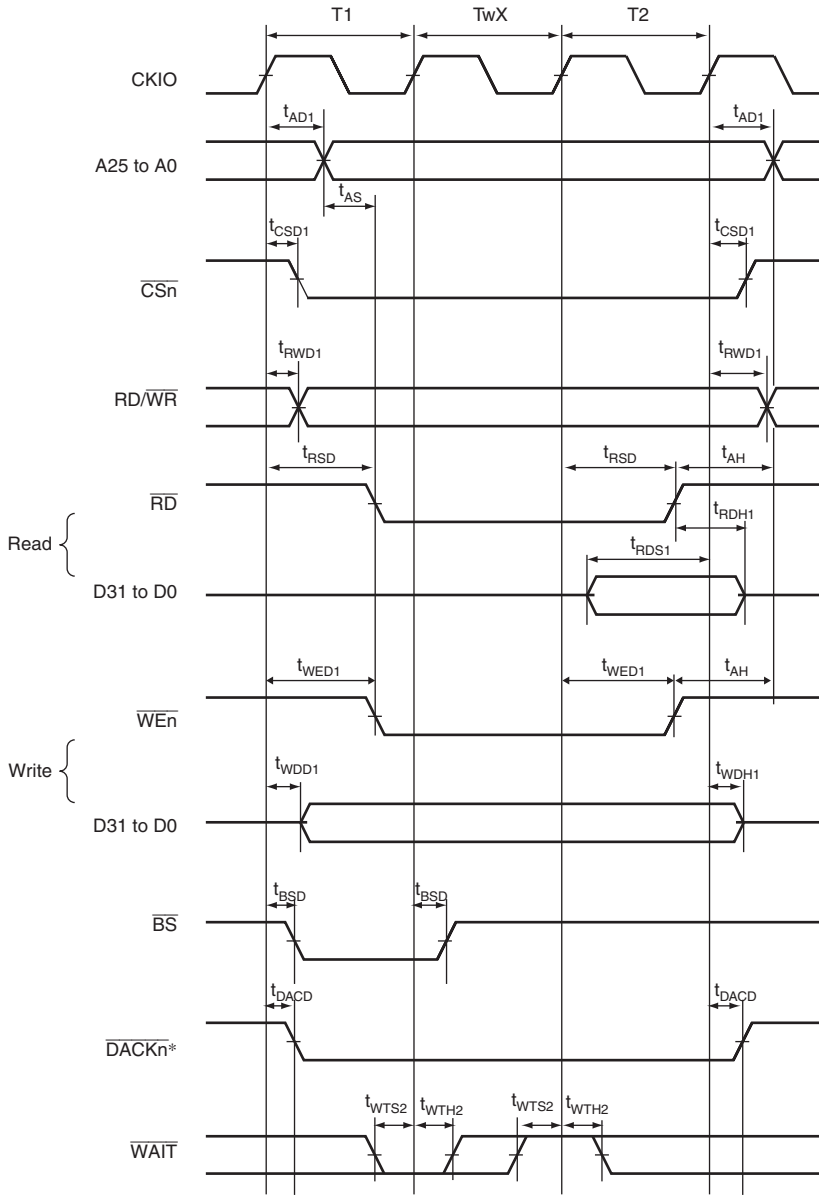 T1 TwX T2
CKIO
tAD1 tAD1
A25 to A0
tAS
tCSD1 tCSD1
CSn
tRWD1 tRWD1
RD/WR
tRSD tRSD tAH
RD
tRDH1
Read
tRDS1
D31 to D0
tWED1 tWED1 tAH
WEn
Write
tWDD1 tWDH1
D31 to D0
tBSD tBSD
BS
tDACD tDACD
DACKn*
tWTS2 tWTH2 tWTS2 tWTH2
WAIT